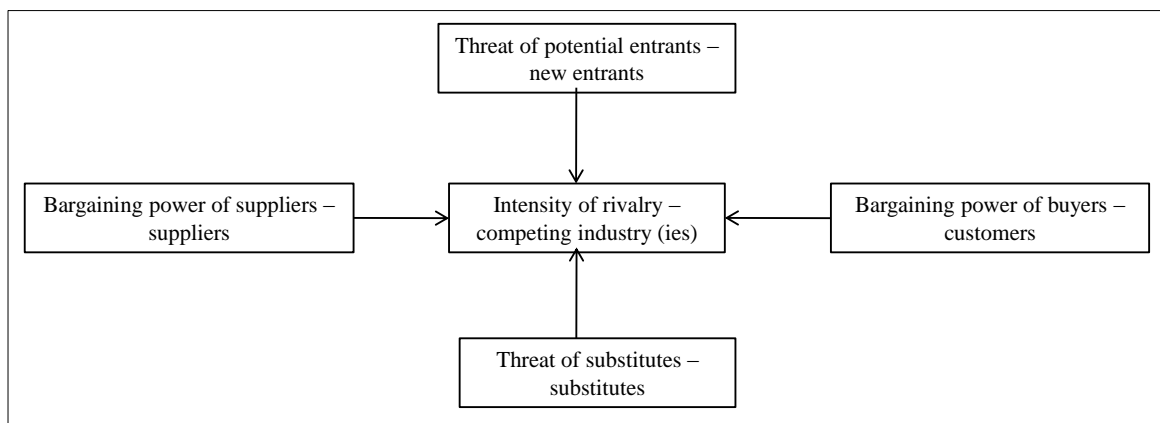 Threat of potential entrants –
new entrants
Bargaining power of suppliers –
suppliers
Intensity of rivalry –
competing industry (ies)
Bargaining power of buyers –
customers
Threat of substitutes –
substitutes